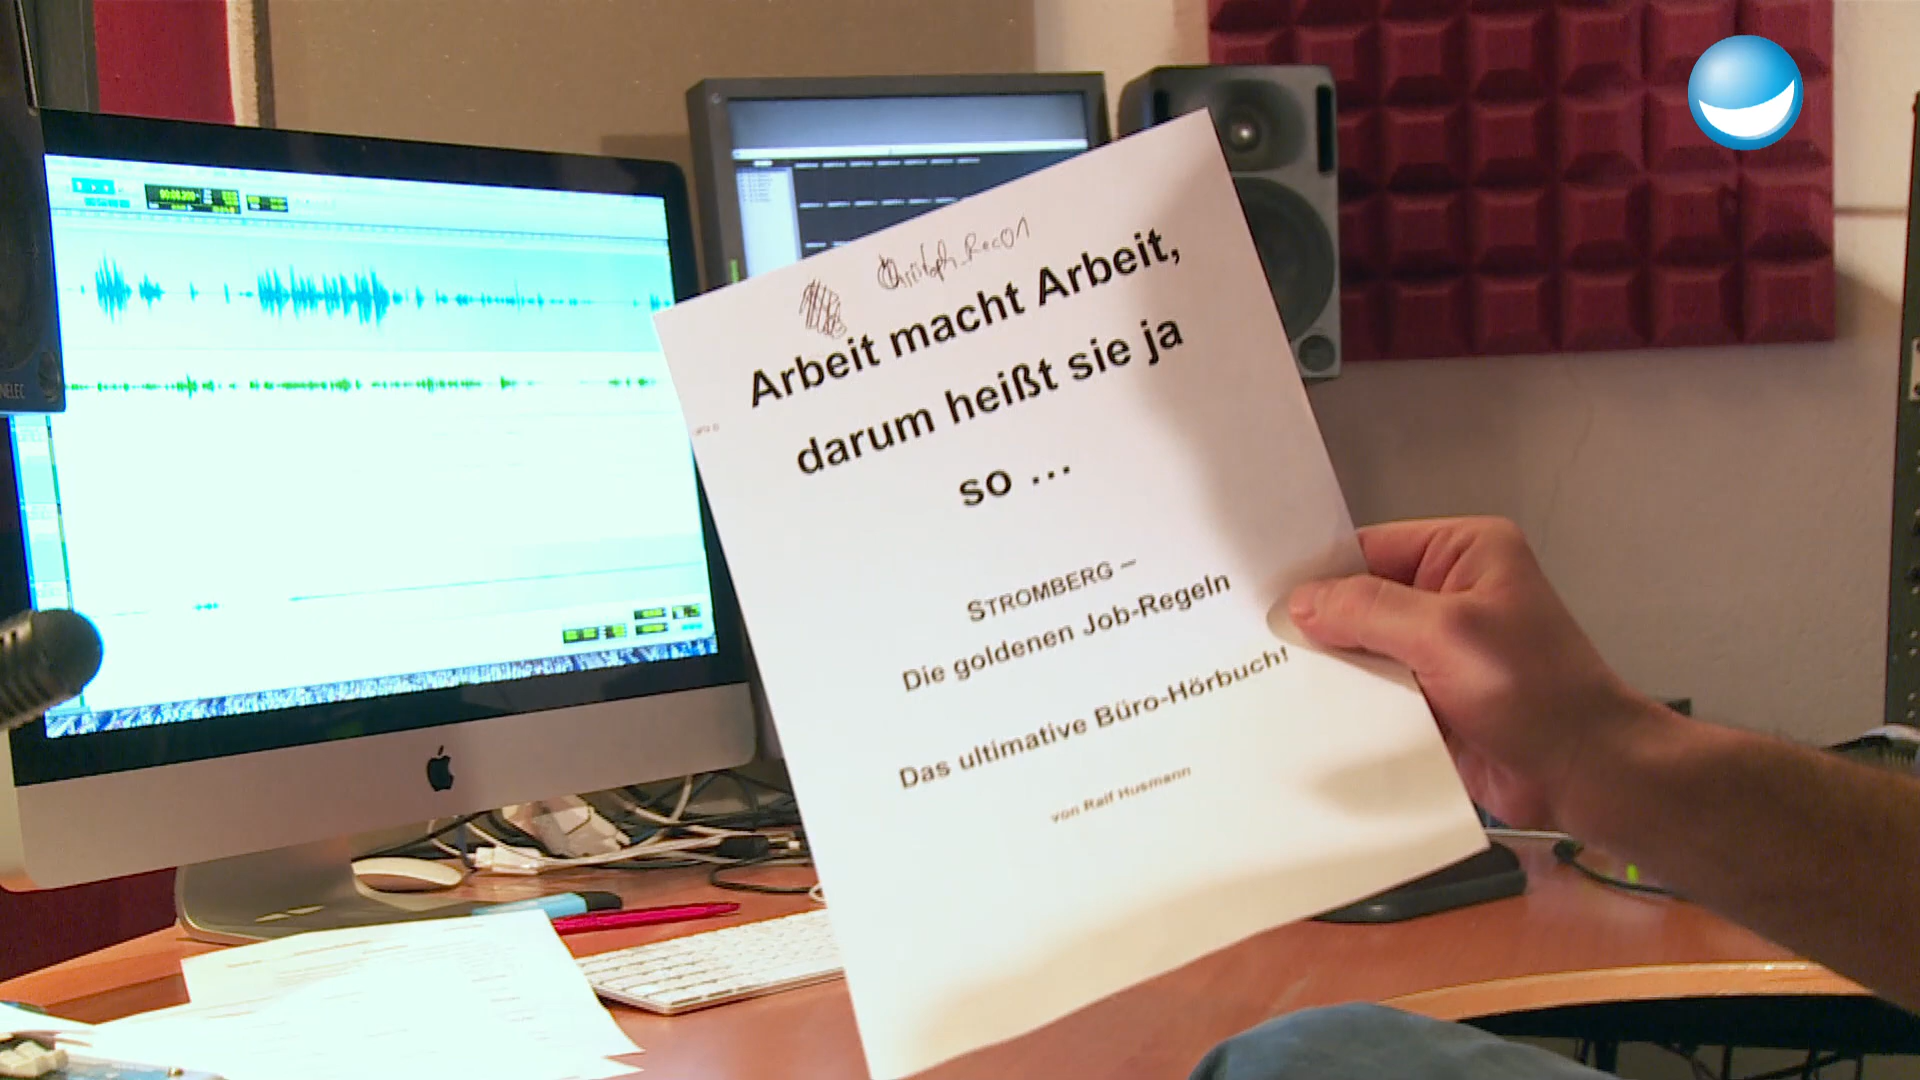 Christoph_Rec01
Arbeit macht Arbeit,
darum heißt sie ja
so ...
STROMBERG –
Die goldenen Job-Regeln
Das ultimative Büro-Hörbuch!
von Ralf Husmann